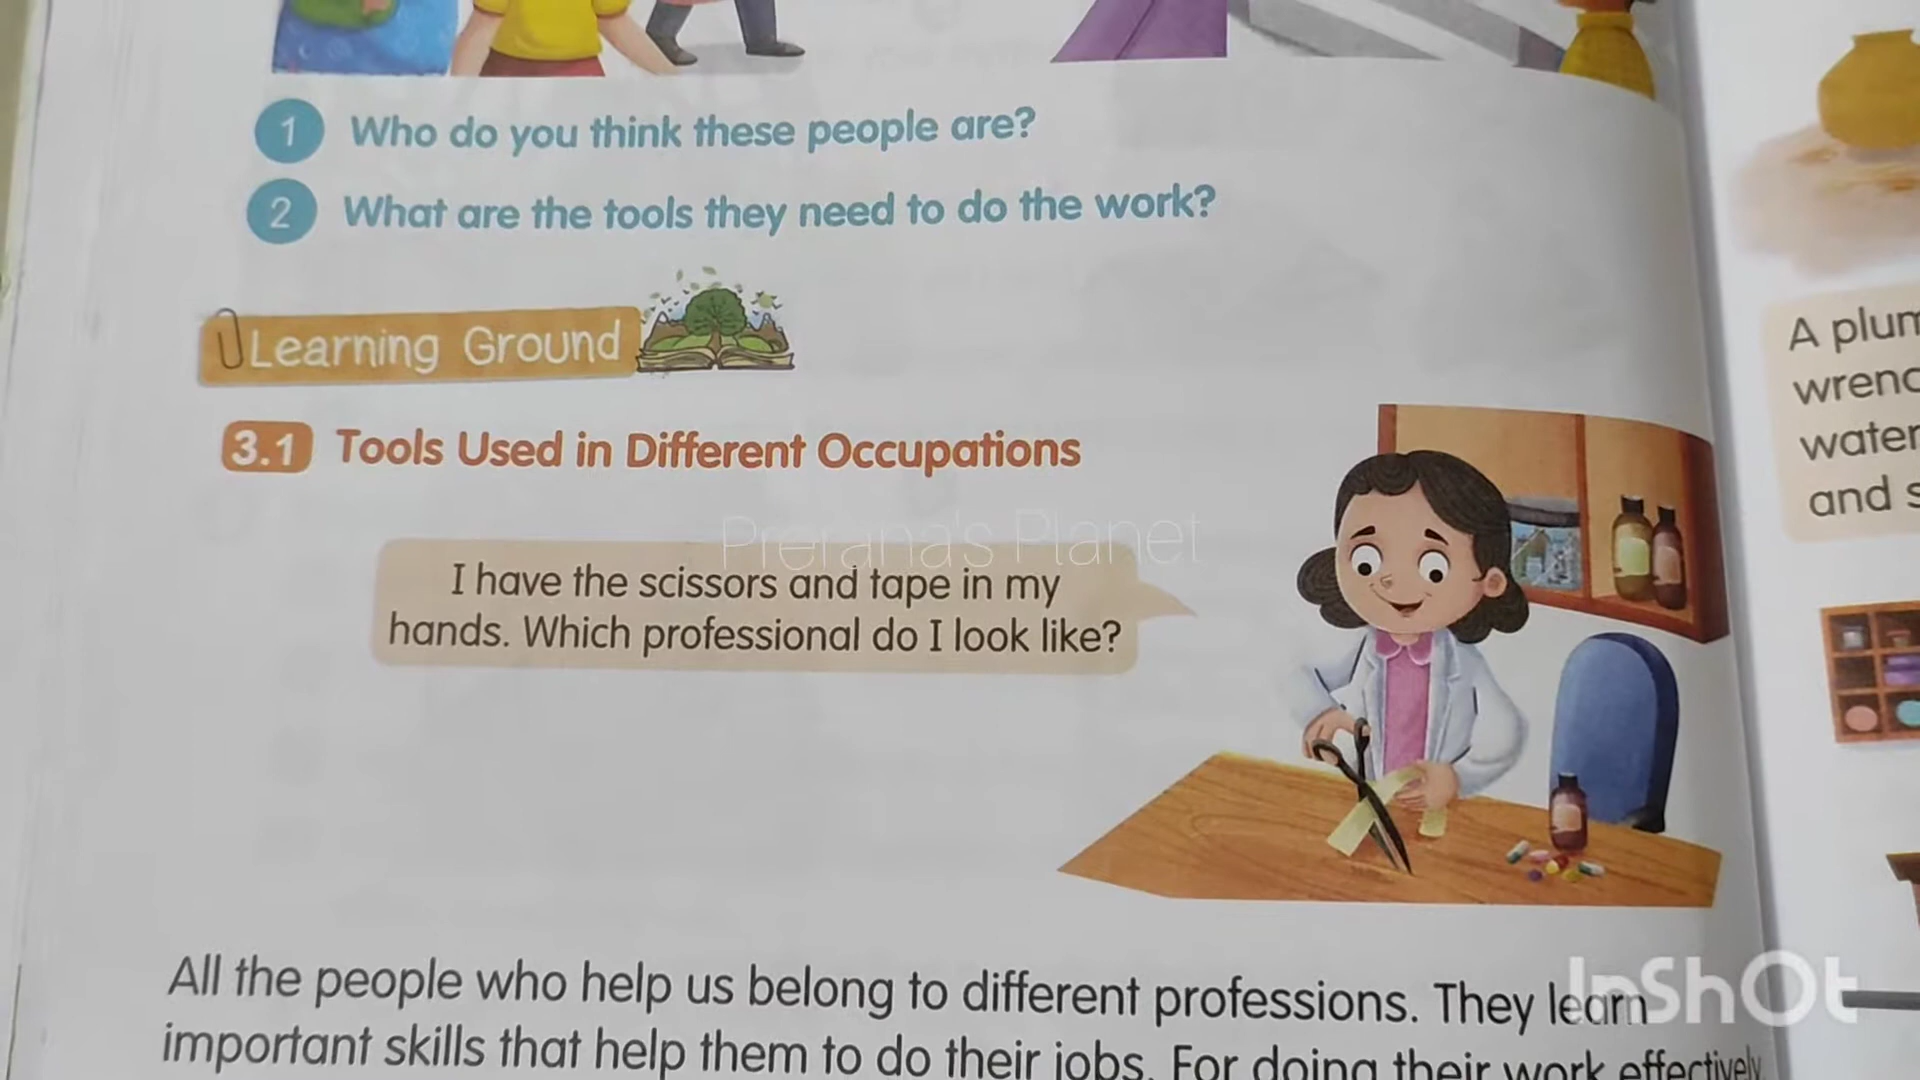 1 Who do you think these people are?
2 What are the tools they need to do the work?
Learning Ground
3.1 Tools Used in Different Occupations
Prerana's Planet
I have the scissors and tape in my
hands. Which professional do I look like?
All the people who help us belong to different professions. They learn
important skills that help them to do their jobs. For doing their work effectively
A
water
and
InShOt